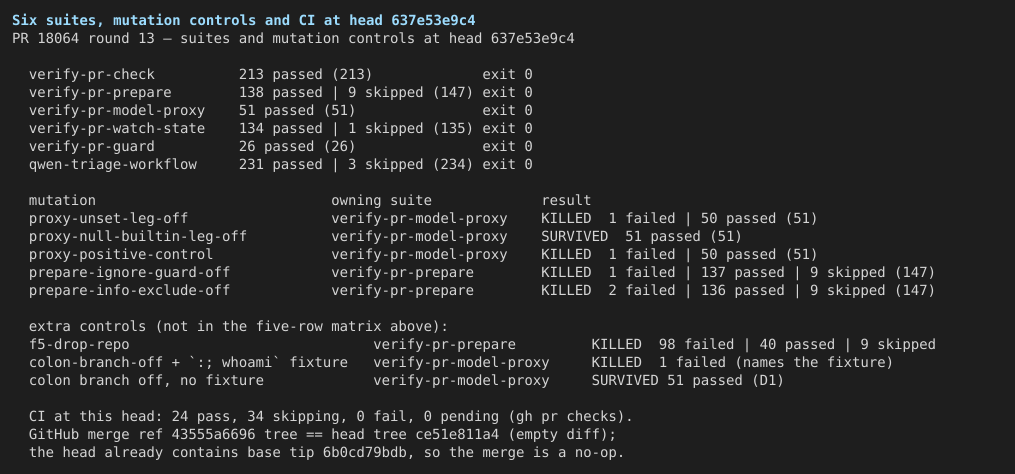 Six suites, mutation controls and CI at head 637e53e9c4
PR 18064 round 13 — suites and mutation controls at head 637e53e9c4
verify-pr-check 213 passed (213) exit 0
verify-pr-prepare 138 passed | 9 skipped (147) exit 0
verify-pr-model-proxy 51 passed (51) exit 0
verify-pr-watch-state 134 passed | 1 skipped (135) exit 0
verify-pr-guard 26 passed (26) exit 0
qwen-triage-workflow 231 passed | 3 skipped (234) exit 0
mutation owning suite result
proxy-unset-leg-off verify-pr-model-proxy KILLED 1 failed | 50 passed (51)
proxy-null-builtin-leg-off verify-pr-model-proxy SURVIVED 51 passed (51)
proxy-positive-control verify-pr-model-proxy KILLED 1 failed | 50 passed (51)
prepare-ignore-guard-off verify-pr-prepare KILLED 1 failed | 137 passed | 9 skipped (147)
prepare-info-exclude-off verify-pr-prepare KILLED 2 failed | 136 passed | 9 skipped (147)
extra controls (not in the five-row matrix above):
f5-drop-repo verify-pr-prepare KILLED 98 failed | 40 passed | 9 skipped
colon-branch-off + `:; whoami` fixture verify-pr-model-proxy KILLED 1 failed (names the fixture)
colon branch off, no fixture verify-pr-model-proxy SURVIVED 51 passed (D1)
CI at this head: 24 pass, 34 skipping, 0 fail, 0 pending (gh pr checks).
GitHub merge ref 43555a6696 tree == head tree ce51e811a4 (empty diff);
the head already contains base tip 6b0cd79bdb, so the merge is a no-op.